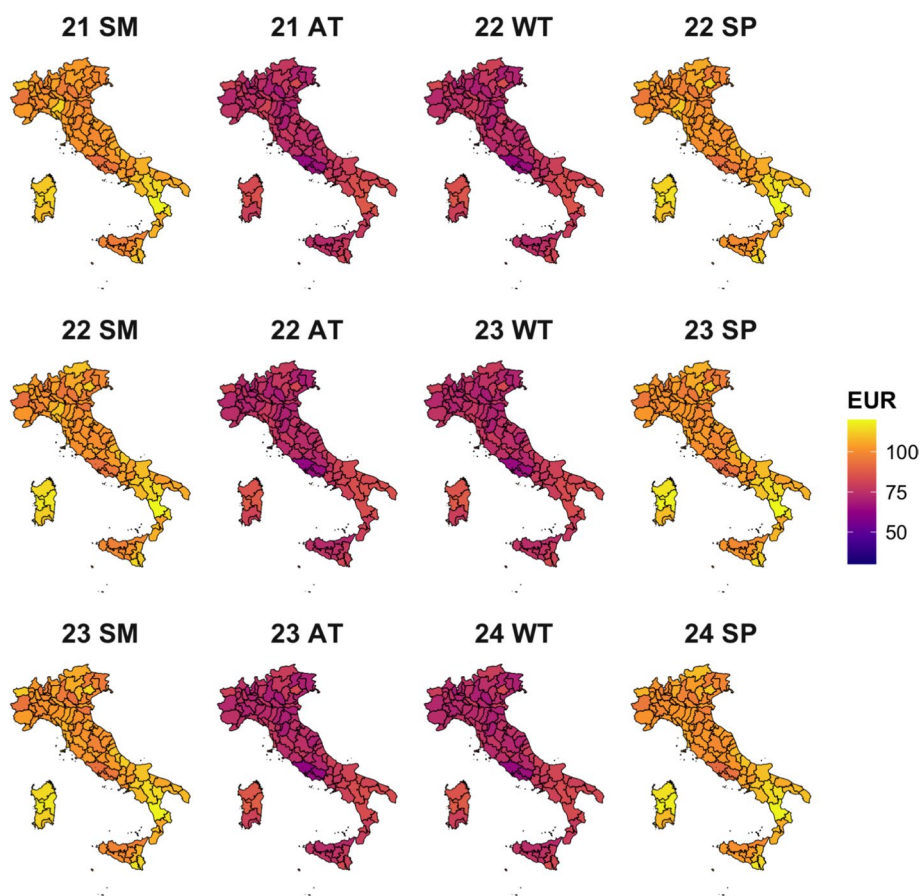 21 SM 21 AT 22 WT 22 SP
22 SM 22 AT 23 WT 23 SP
EUR
100
75
50
23 SM 23 AT 24 WT 24 SP